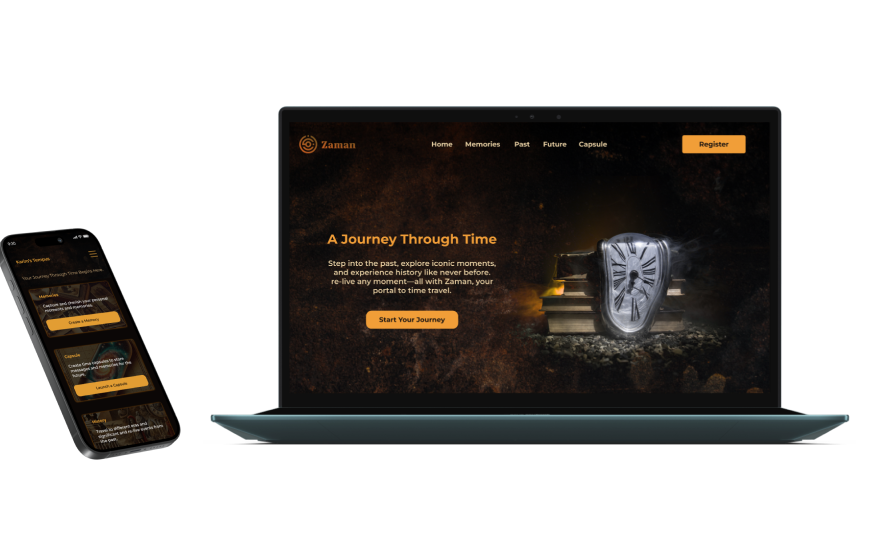 Zaman
Home Memories Past Future Capsule
Register
A Journey Through Time
Step into the past, explore iconic moments,
and experience history like never before.
re-live any moment—all with Zaman, your
portal to time travel.
Start Your Journey
Your Journey Through Time Begins Here.
Memories
Capture and cherish your personal
moments and memories.
Create a Memory
Capsule
Create time capsules to store
messages and memories for the
future.
Launch a Capsule
History
Travel to different eras and
significant and re-live events from
the past.